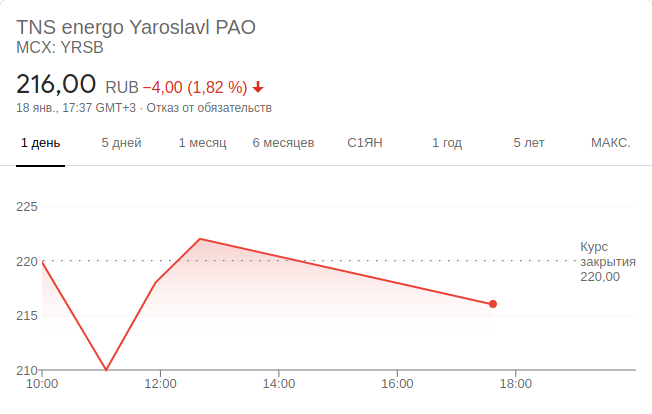 TNS energo Yaroslavl PAO
MCX: YRSB
216,00 RUB −4,00 (1,82 %)
18 янв., 17:37 GMT+3 · Отказ от обязательств
1 день 5 дней 1 месяц 6 месяцев С1ЯН 1 год 5 лет МАКС.
225
220
215
210
Курс
закрытия
220,00
10:00 12:00 14:00 16:00 18:00